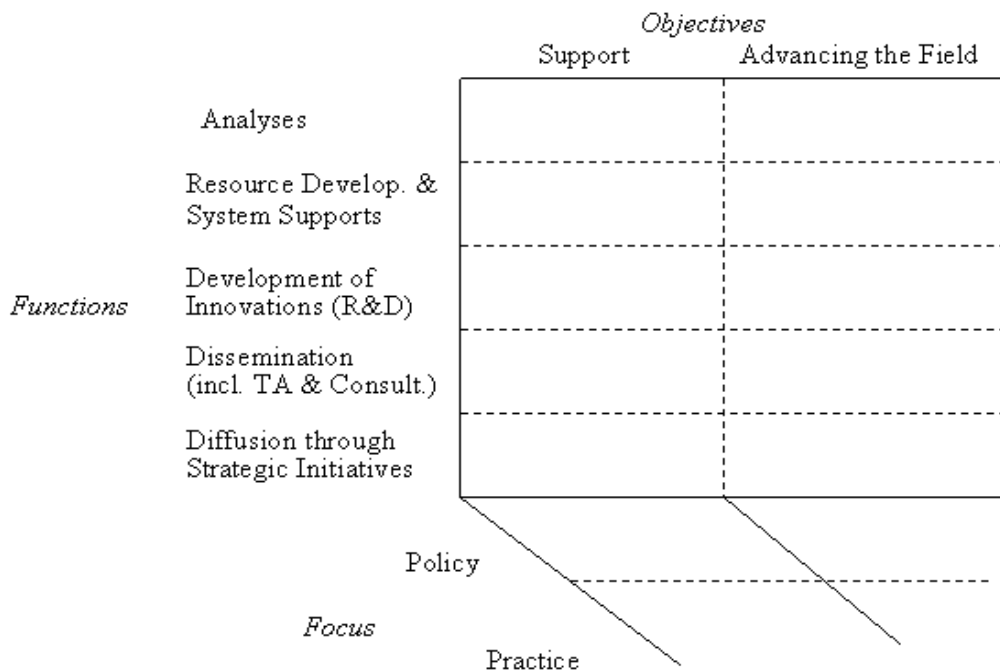 Objectives
Support Advancing the Field
Analyses
Resource Develop. &
System Supports
Development of
Functions Innovations (R&D)
Dissemination
(incl. TA & Consult.)
Diffusion through
Strategic Initiatives
Policy
Focus
Practice